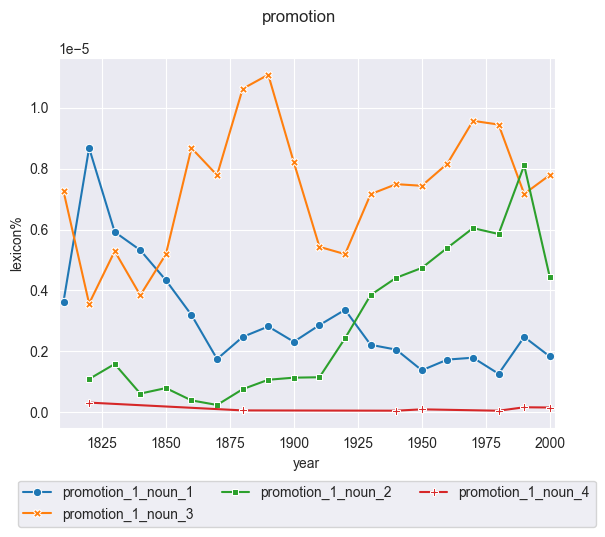 promotion
1e−5
1.0
0.8
0.6
0.4
0.2
0.0
lexicon%
1825 1850 1875 1900 1925 1950 1975 2000
year
promotion_1_noun_1 promotion_1_noun_2 promotion_1_noun_4
promotion_1_noun_3